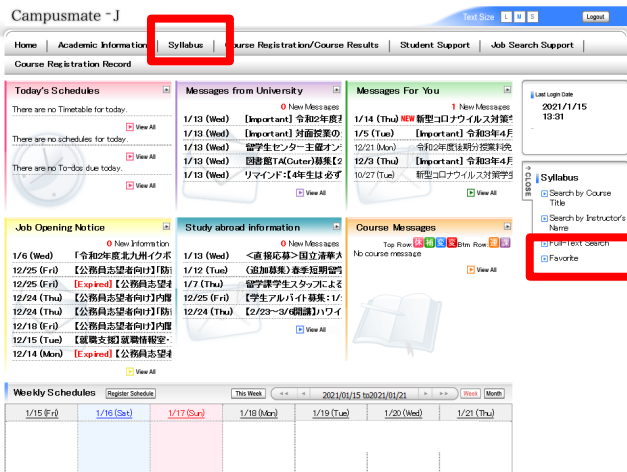 Campusmate-J
Text Size L M S Logout
Home Academic Information Syllabus Course Registration/Course Results Student Support Job Search Support
Course Registration Record
Today's Schedules
There are no Timetable for today.
View All
There are no schedules for today.
View All
There are no To-dos due today.
View All
Messages from University
0 New Messages
1/13 (Wed) [Important] 令和2年度
1/13 (Wed) [Important] 対面授業の
1/13 (Wed) 留学生センター主催オン
1/13 (Wed) 図書館TA(Cuter)募集【2
1/13 (Wed) リマインド:【4年生は必ず
View All
Messages For You
1 New Messages
1/14 (Thu) NEW 新型コロナウイルス対策
1/5 (Tue) [Important] 令和3年4月
12/21 (Mon) 令和2年度後期分授業料免
12/3 (Thu) [Important] 令和3年4月
10/27 (Tue) 新型コロナウイルス対策学生
View All
Last Login Date
2021/1/15
13:31
CLOSE
Syllabus
Search by Course
Title
Search by Instructor's
Name
Full-Text Search
Favorite
Job Opening Notice
0 New Information
1/6 (Wed) 「令和2年度北九州イクボ
12/25 (Fri) 【公務員志望者向け】「防
12/25 (Fri) [Expired] 【公務員志望
12/24 (Thu) 【公務員志望者向け】内閣
12/24 (Thu) 【公務員志望者向け】「防
12/18 (Fri) 【公務員志望者向け】内閣
12/15 (Tue) 【就職支援】就職情報室・
12/14 (Mon) [Expired] 【公務員志望
View All
Study abroad information
0 New Messages
1/13 (Wed) <直接応募>国立清華大
1/12 (Tue) (追加募集)春季短期留学
1/7 (Thu) 留学課学生スタッフによる
12/25 (Fri) 【学生アルバイト募集:1/
12/24 (Thu) 【2/23~3/6開講】ハワイ
View All
Course Messages
Top Row: 休 補 変 変 Btm Row: 連 課
No course message
View All
Weekly Schedules Register Schedule This Week << < 2021/01/15 to2021/01/21 > >> Week Month
1/15 (Fri) 1/16 (Sat) 1/17 (Sun) 1/18 (Mon) 1/19 (Tue) 1/20 (Wed) 1/21 (Thu)